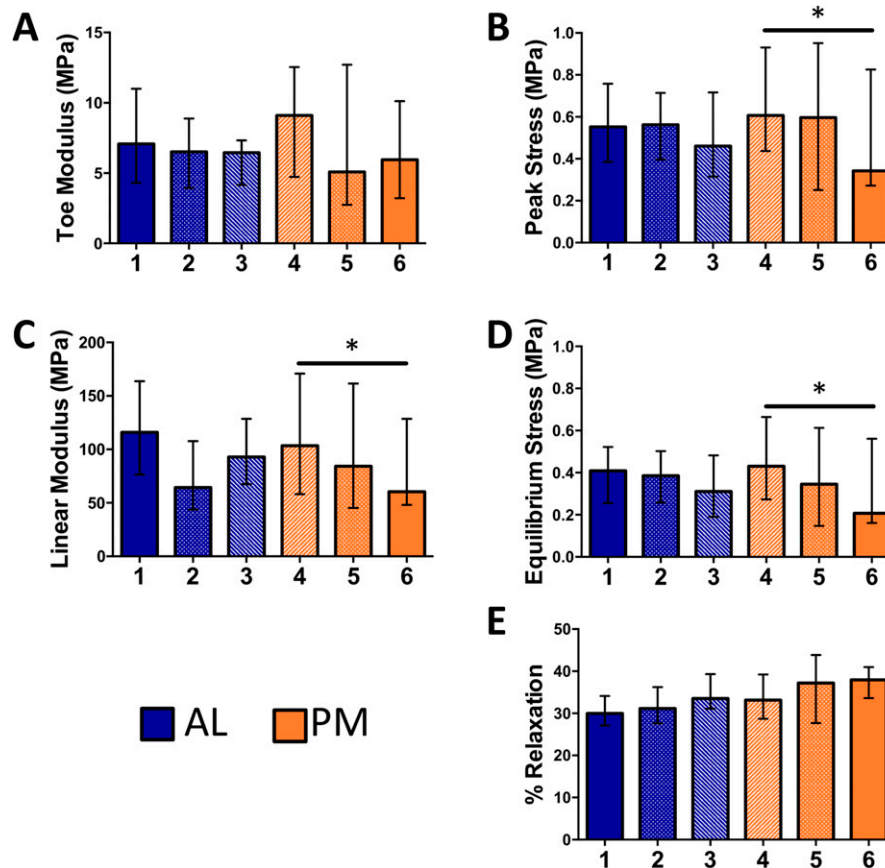 A
Toe Modulus (MPa)
15
10
5
0
1 2 3 4 5 6
B
Peak Stress (MPa)
1.0
0.8
0.6
0.4
0.2
0.0
*
1 2 3 4 5 6
C
Linear Modulus (MPa)
200
150
100
50
0
*
1 2 3 4 5 6
D
Equilibrium Stress (MPa)
1.0
0.8
0.6
0.4
0.2
0.0
*
1 2 3 4 5 6
AL PM
E
% Relaxation
50
40
30
20
10
0
1 2 3 4 5 6